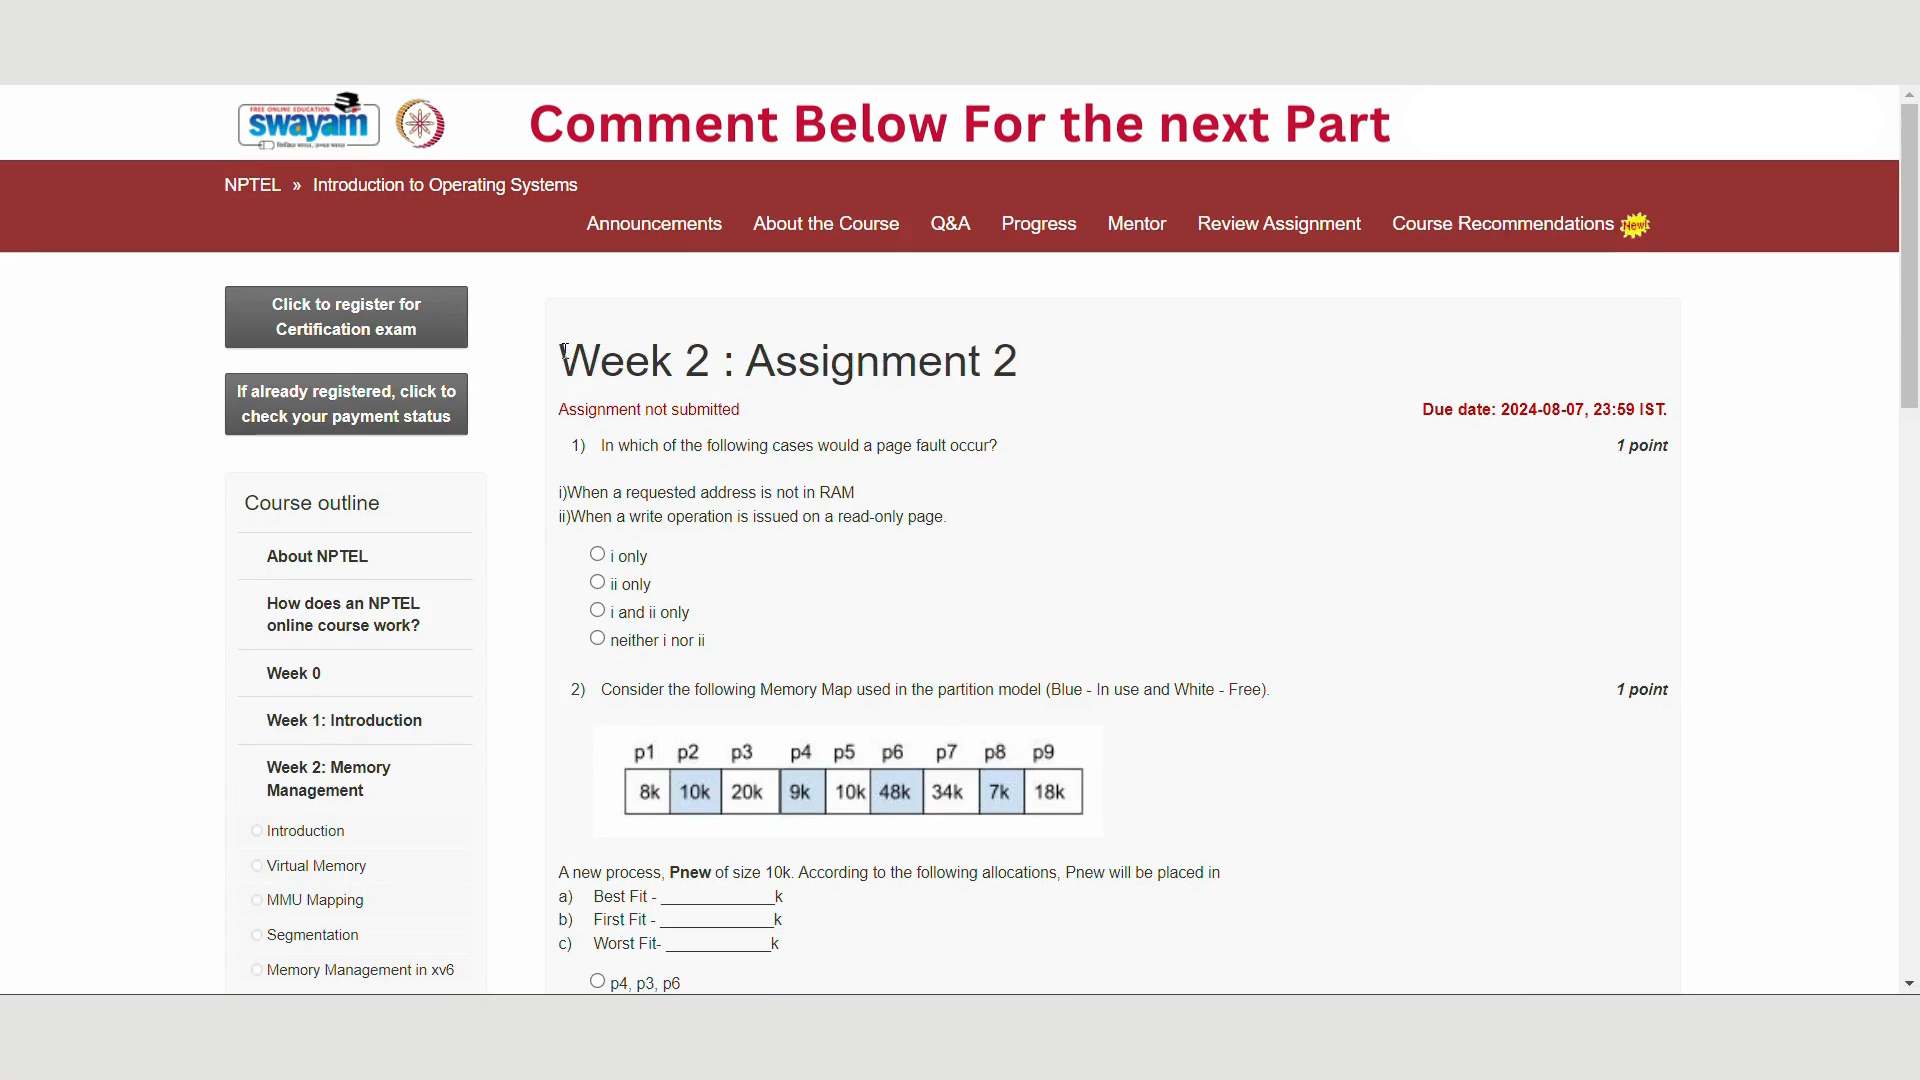 FREE ONLINE EDUCATION
swayam
Comment Below For the next Part
NPTEL » Introduction to Operating Systems
Announcements About the Course Q&A Progress Mentor Review Assignment Course Recommendations New!
Click to register for
Certification exam
If already registered, click to
check your payment status
Course outline
About NPTEL
How does an NPTEL
online course work?
Week 0
Week 1: Introduction
Week 2: Memory
Management
Introduction
Virtual Memory
MMU Mapping
Segmentation
Memory Management in xv6
Week 2 : Assignment 2
Assignment not submitted Due date: 2024-08-07, 23:59 IST.
1) In which of the following cases would a page fault occur? 1 point
i)When a requested address is not in RAM
ii)When a write operation is issued on a read-only page.
i only
ii only
i and ii only
neither i nor ii
2) Consider the following Memory Map used in the partition model (Blue - In use and White - Free). 1 point
p1 p2 p3 p4 p5 p6 p7 p8 p9
8k 10k 20k 9k 10k 48k 34k 7k 18k
A new process, Pnew of size 10k. According to the following allocations, Pnew will be placed in
a) Best Fit - _____________k
b) First Fit - _____________k
c) Worst Fit- ____________k
p4, p3, p6